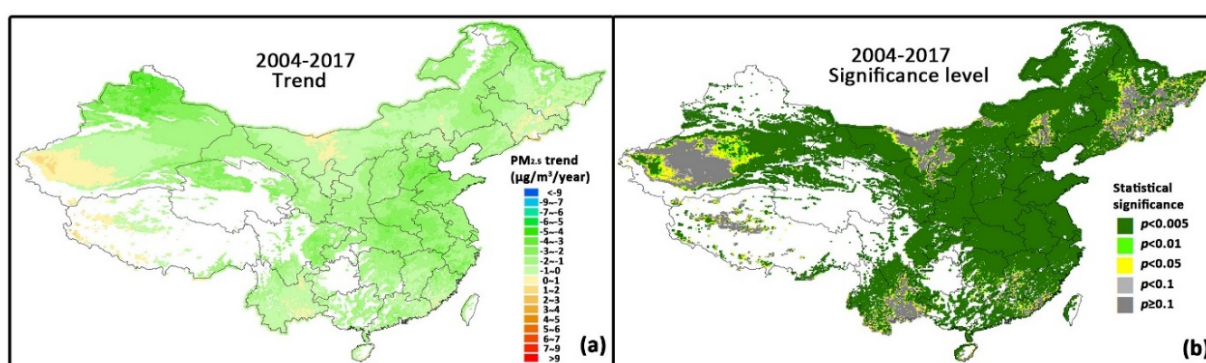 2004-2017
Trend
PM2.5 trend
(µg/m³/year)
<-9
-9~-7
-7~-6
-6~-5
-5~-4
-4~-3
-3~-2
-2~-1
-1~0
0~1
1~2
2~3
3~4
4~5
5~6
6~7
7~9
>9
(a)
2004-2017
Significance level
Statistical
significance
p<0.005
p<0.01
p<0.05
p<0.1
p≥0.1
(b)